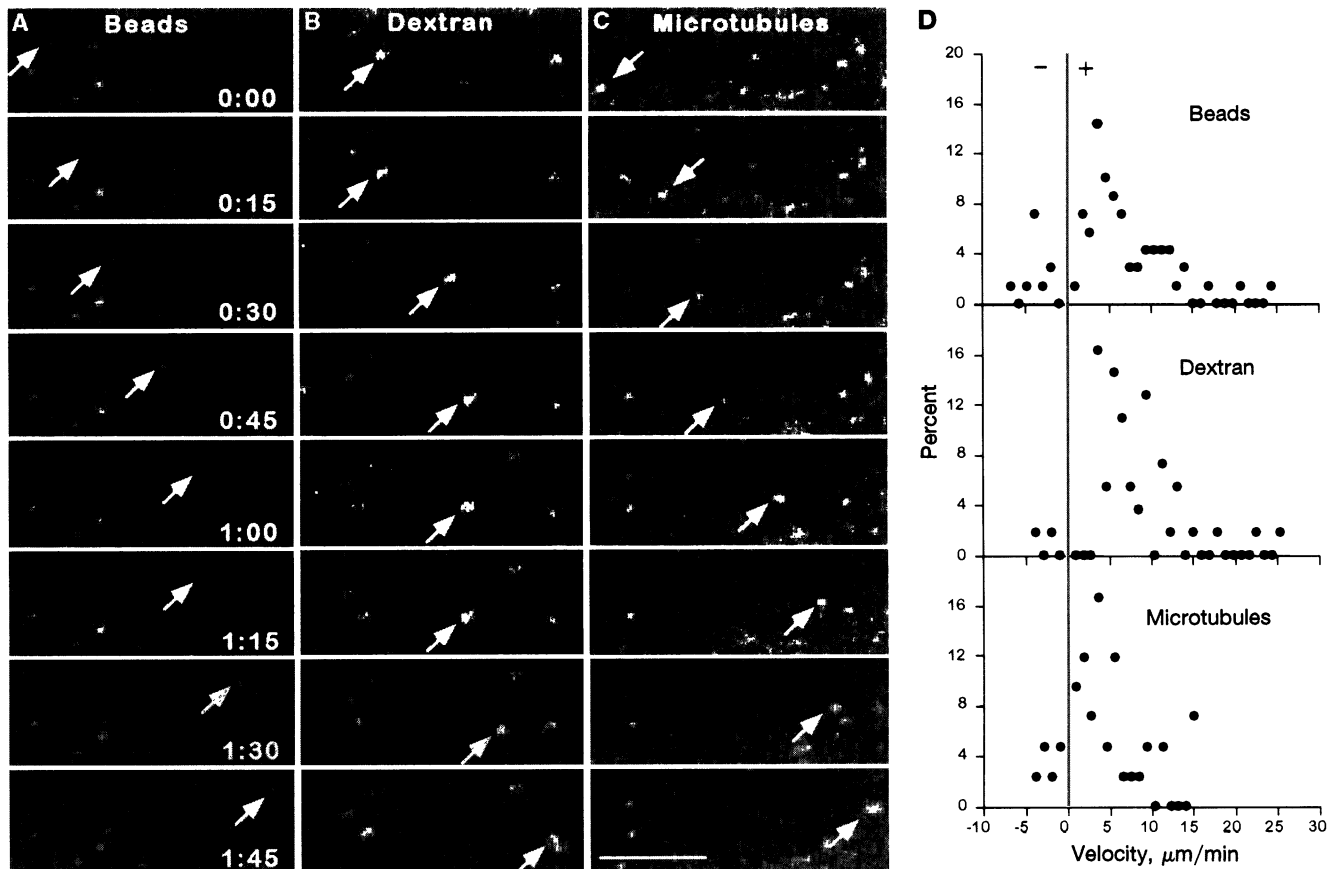 A Beads
B Dextran
C Microtubules
0:00
0:15
0:30
0:45
1:00
1:15
1:30
1:45
D
20
16
12
8
4
0
− +
Beads
16
12
8
4
0
Dextran
16
12
8
4
0
Microtubules
Percent
-10 -5 0 5 10 15 20 25 30
Velocity, μm/min